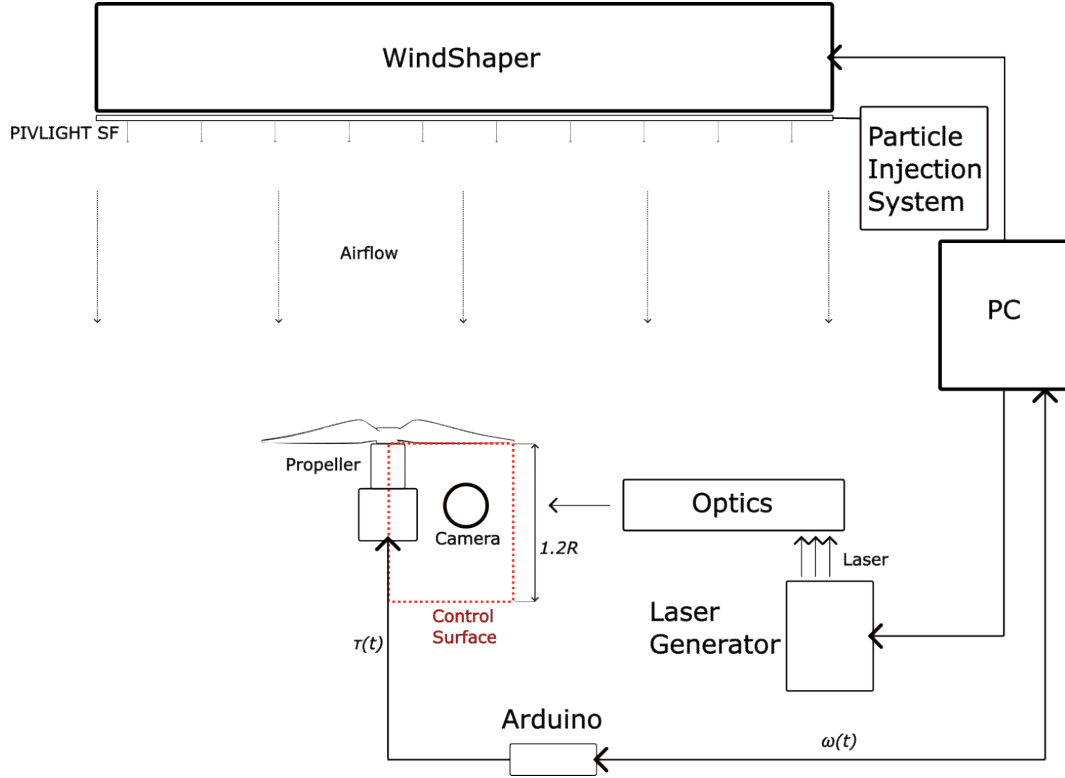 WindShaper
PIVLIGHT SF
Particle
Injection
System
Airflow
PC
Propeller
Camera
1.2R
Optics
Laser
Control
Surface
Laser
Generator
τ(t)
Arduino
ω(t)